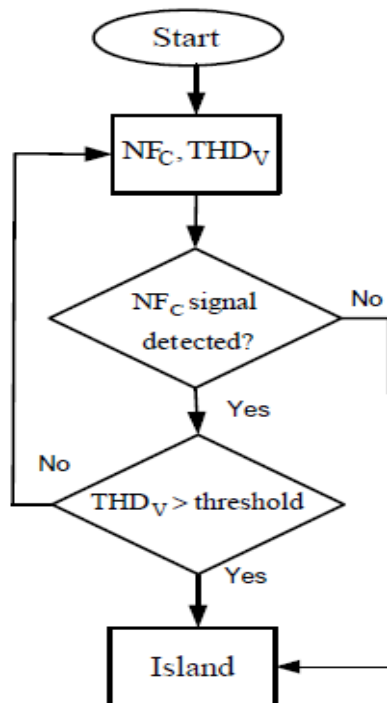 Start
NFC, THDV
NFC signal
detected?
No
Yes
No
THDV > threshold
Yes
Island